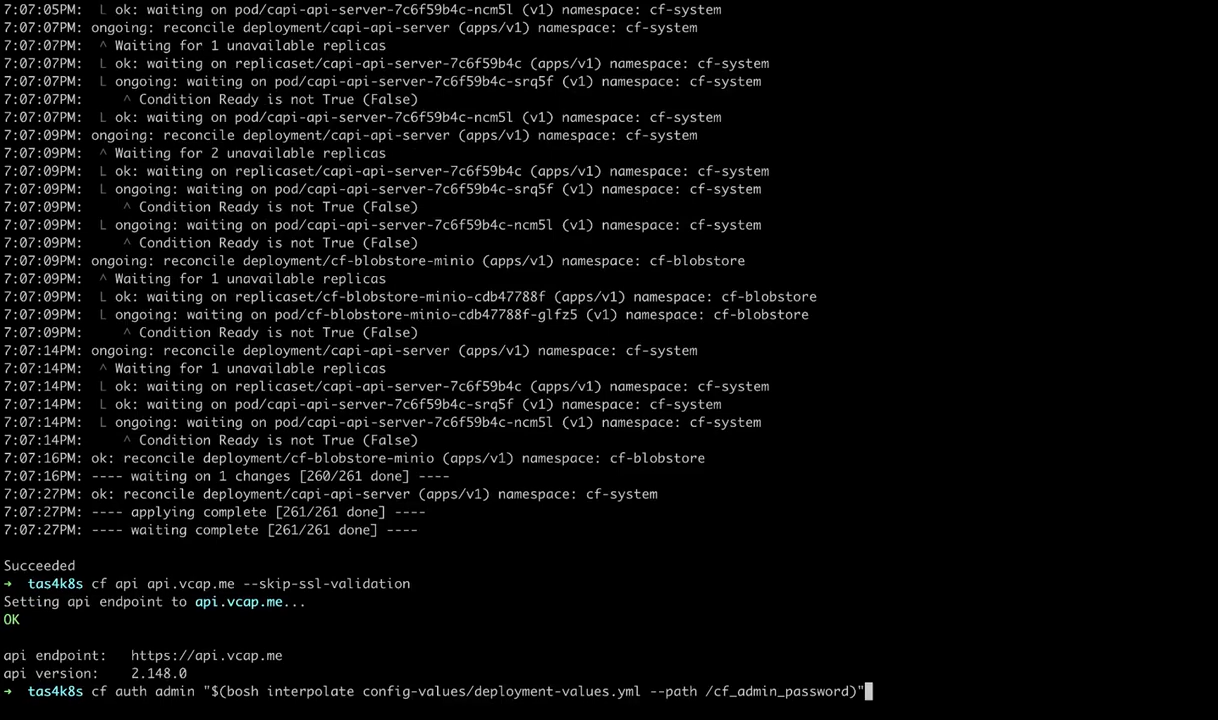 7:07:05PM:  L ok: waiting on pod/capi-api-server-7c6f59b4c-ncm5l (v1) namespace: cf-system
7:07:07PM: ongoing: reconcile deployment/capi-api-server (apps/v1) namespace: cf-system
7:07:07PM:  ^ Waiting for 1 unavailable replicas
7:07:07PM:  L ok: waiting on replicaset/capi-api-server-7c6f59b4c (apps/v1) namespace: cf-system
7:07:07PM:  L ongoing: waiting on pod/capi-api-server-7c6f59b4c-srq5f (v1) namespace: cf-system
7:07:07PM:     ^ Condition Ready is not True (False)
7:07:07PM:  L ok: waiting on pod/capi-api-server-7c6f59b4c-ncm5l (v1) namespace: cf-system
7:07:09PM: ongoing: reconcile deployment/capi-api-server (apps/v1) namespace: cf-system
7:07:09PM:  ^ Waiting for 2 unavailable replicas
7:07:09PM:  L ok: waiting on replicaset/capi-api-server-7c6f59b4c (apps/v1) namespace: cf-system
7:07:09PM:  L ongoing: waiting on pod/capi-api-server-7c6f59b4c-srq5f (v1) namespace: cf-system
7:07:09PM:     ^ Condition Ready is not True (False)
7:07:09PM:  L ongoing: waiting on pod/capi-api-server-7c6f59b4c-ncm5l (v1) namespace: cf-system
7:07:09PM:     ^ Condition Ready is not True (False)
7:07:09PM: ongoing: reconcile deployment/cf-blobstore-minio (apps/v1) namespace: cf-blobstore
7:07:09PM:  ^ Waiting for 1 unavailable replicas
7:07:09PM:  L ok: waiting on replicaset/cf-blobstore-minio-cdb47788f (apps/v1) namespace: cf-blobstore
7:07:09PM:  L ongoing: waiting on pod/cf-blobstore-minio-cdb47788f-glfz5 (v1) namespace: cf-blobstore
7:07:09PM:     ^ Condition Ready is not True (False)
7:07:14PM: ongoing: reconcile deployment/capi-api-server (apps/v1) namespace: cf-system
7:07:14PM:  ^ Waiting for 1 unavailable replicas
7:07:14PM:  L ok: waiting on replicaset/capi-api-server-7c6f59b4c (apps/v1) namespace: cf-system
7:07:14PM:  L ok: waiting on pod/capi-api-server-7c6f59b4c-srq5f (v1) namespace: cf-system
7:07:14PM:  L ongoing: waiting on pod/capi-api-server-7c6f59b4c-ncm5l (v1) namespace: cf-system
7:07:14PM:     ^ Condition Ready is not True (False)
7:07:16PM: ok: reconcile deployment/cf-blobstore-minio (apps/v1) namespace: cf-blobstore
7:07:16PM: ---- waiting on 1 changes [260/261 done] ----
7:07:27PM: ok: reconcile deployment/capi-api-server (apps/v1) namespace: cf-system
7:07:27PM: ---- applying complete [261/261 done] ----
7:07:27PM: ---- waiting complete [261/261 done] ----
Succeeded
→  tas4k8s cf api api.vcap.me --skip-ssl-validation
Setting api endpoint to api.vcap.me...
OK
api endpoint:   https://api.vcap.me
api version:    2.148.0
→  tas4k8s cf auth admin "$(bosh interpolate config-values/deployment-values.yml --path /cf_admin_password)"